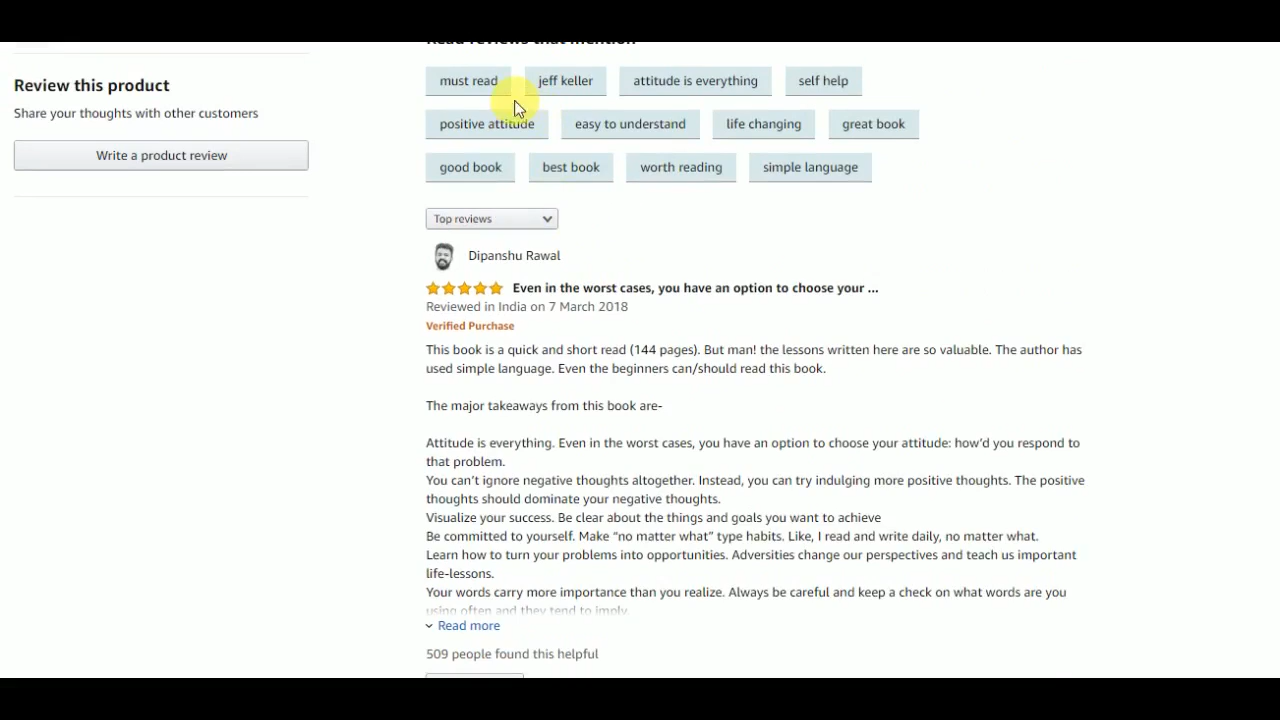 Read reviews that mention
Review this product
Share your thoughts with other customers
Write a product review
must read
jeff keller
attitude is everything
self help
positive attitude
easy to understand
life changing
great book
good book
best book
worth reading
simple language
Top reviews
Dipanshu Rawal
Even in the worst cases, you have an option to choose your ...
Reviewed in India on 7 March 2018
Verified Purchase
This book is a quick and short read (144 pages). But man! the lessons written here are so valuable. The author has
used simple language. Even the beginners can/should read this book.
The major takeaways from this book are-
Attitude is everything. Even in the worst cases, you have an option to choose your attitude: how’d you respond to
that problem.
You can’t ignore negative thoughts altogether. Instead, you can try indulging more positive thoughts. The positive
thoughts should dominate your negative thoughts.
Visualize your success. Be clear about the things and goals you want to achieve
Be committed to yourself. Make “no matter what” type habits. Like, I read and write daily, no matter what.
Learn how to turn your problems into opportunities. Adversities change our perspectives and teach us important
life-lessons.
Your words carry more importance than you realize. Always be careful and keep a check on what words are you
using often and they tend to imply.
Read more
509 people found this helpful